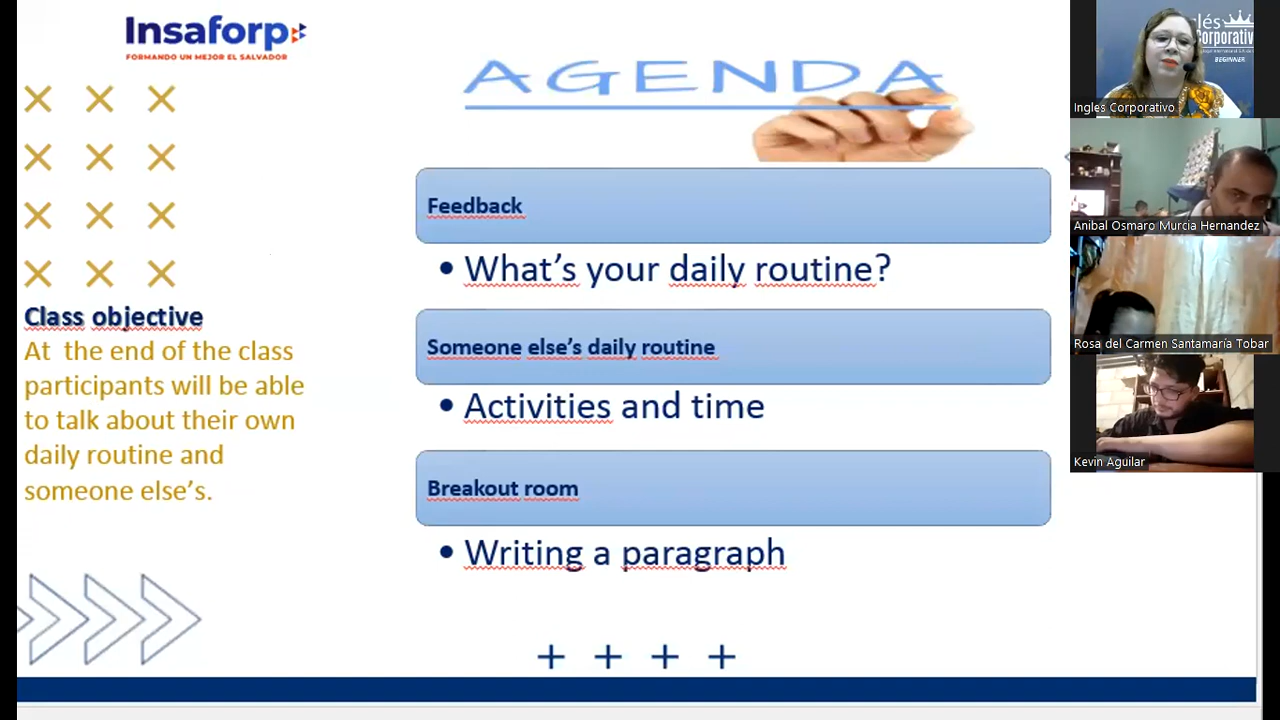 Insaforp
FORMANDO UN MEJOR EL SALVADOR
AGENDA
Feedback
• What's your daily routine?
Someone else's daily routine
• Activities and time
Breakout room
• Writing a paragraph
Class objective
At the end of the class
participants will be able
to talk about their own
daily routine and
someone else's.
glés
Corporativ
BEGINNER
Ingles Corporativo
Anibal Osmaro Murcia Hernandez
Rosa del Carmen Santamaría Tobar
Kevin Aguilar